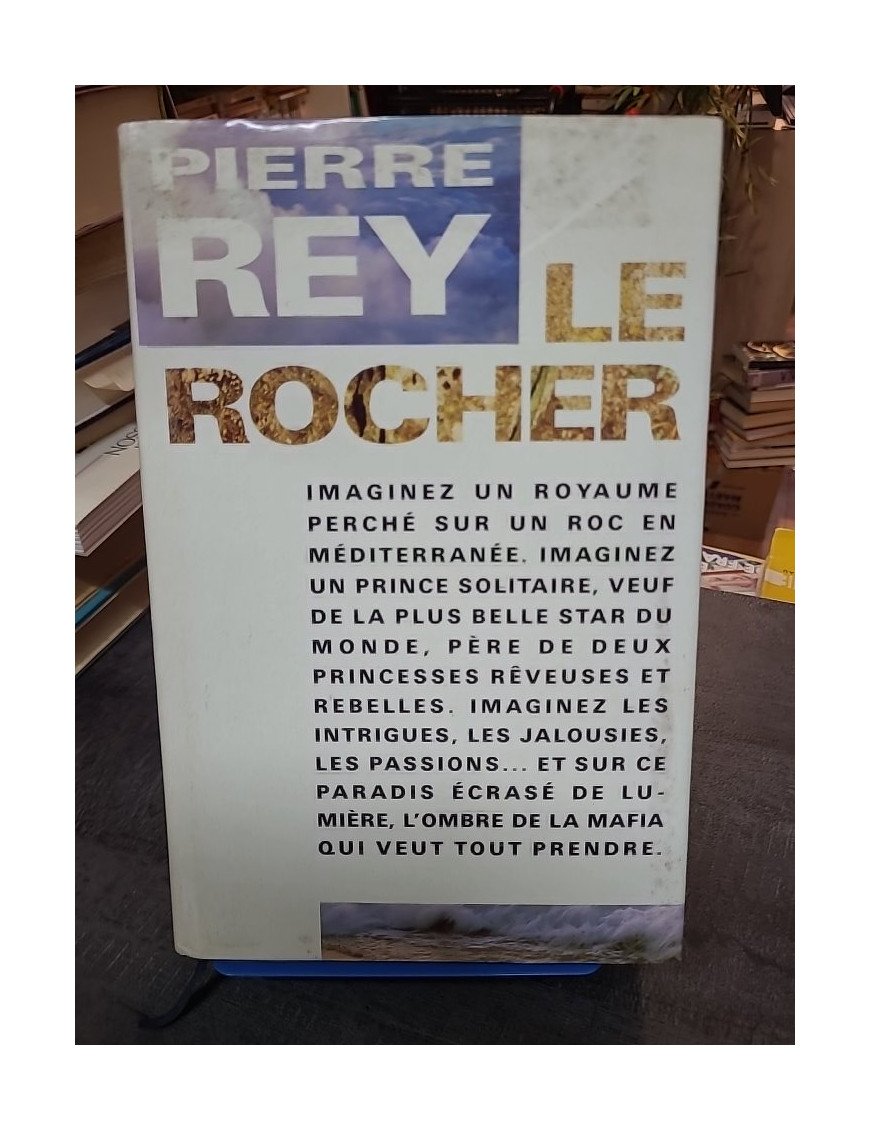 PIERRE
REY
LE
ROCHER
IMAGINEZ UN ROYAUME
PERCHÉ SUR UN ROC EN
MÉDITERRANÉE. IMAGINEZ
UN PRINCE SOLITAIRE, VEUF
DE LA PLUS BELLE STAR DU
MONDE, PÈRE DE DEUX
PRINCESSES RÊVEUSES ET
REBELLES. IMAGINEZ LES
INTRIGUES, LES JALOUSIES,
LES PASSIONS... ET SUR CE
PARADIS ÉCRASÉ DE LU-
MIÈRE, L'OMBRE DE LA MAFIA
QUI VEUT TOUT PRENDRE.